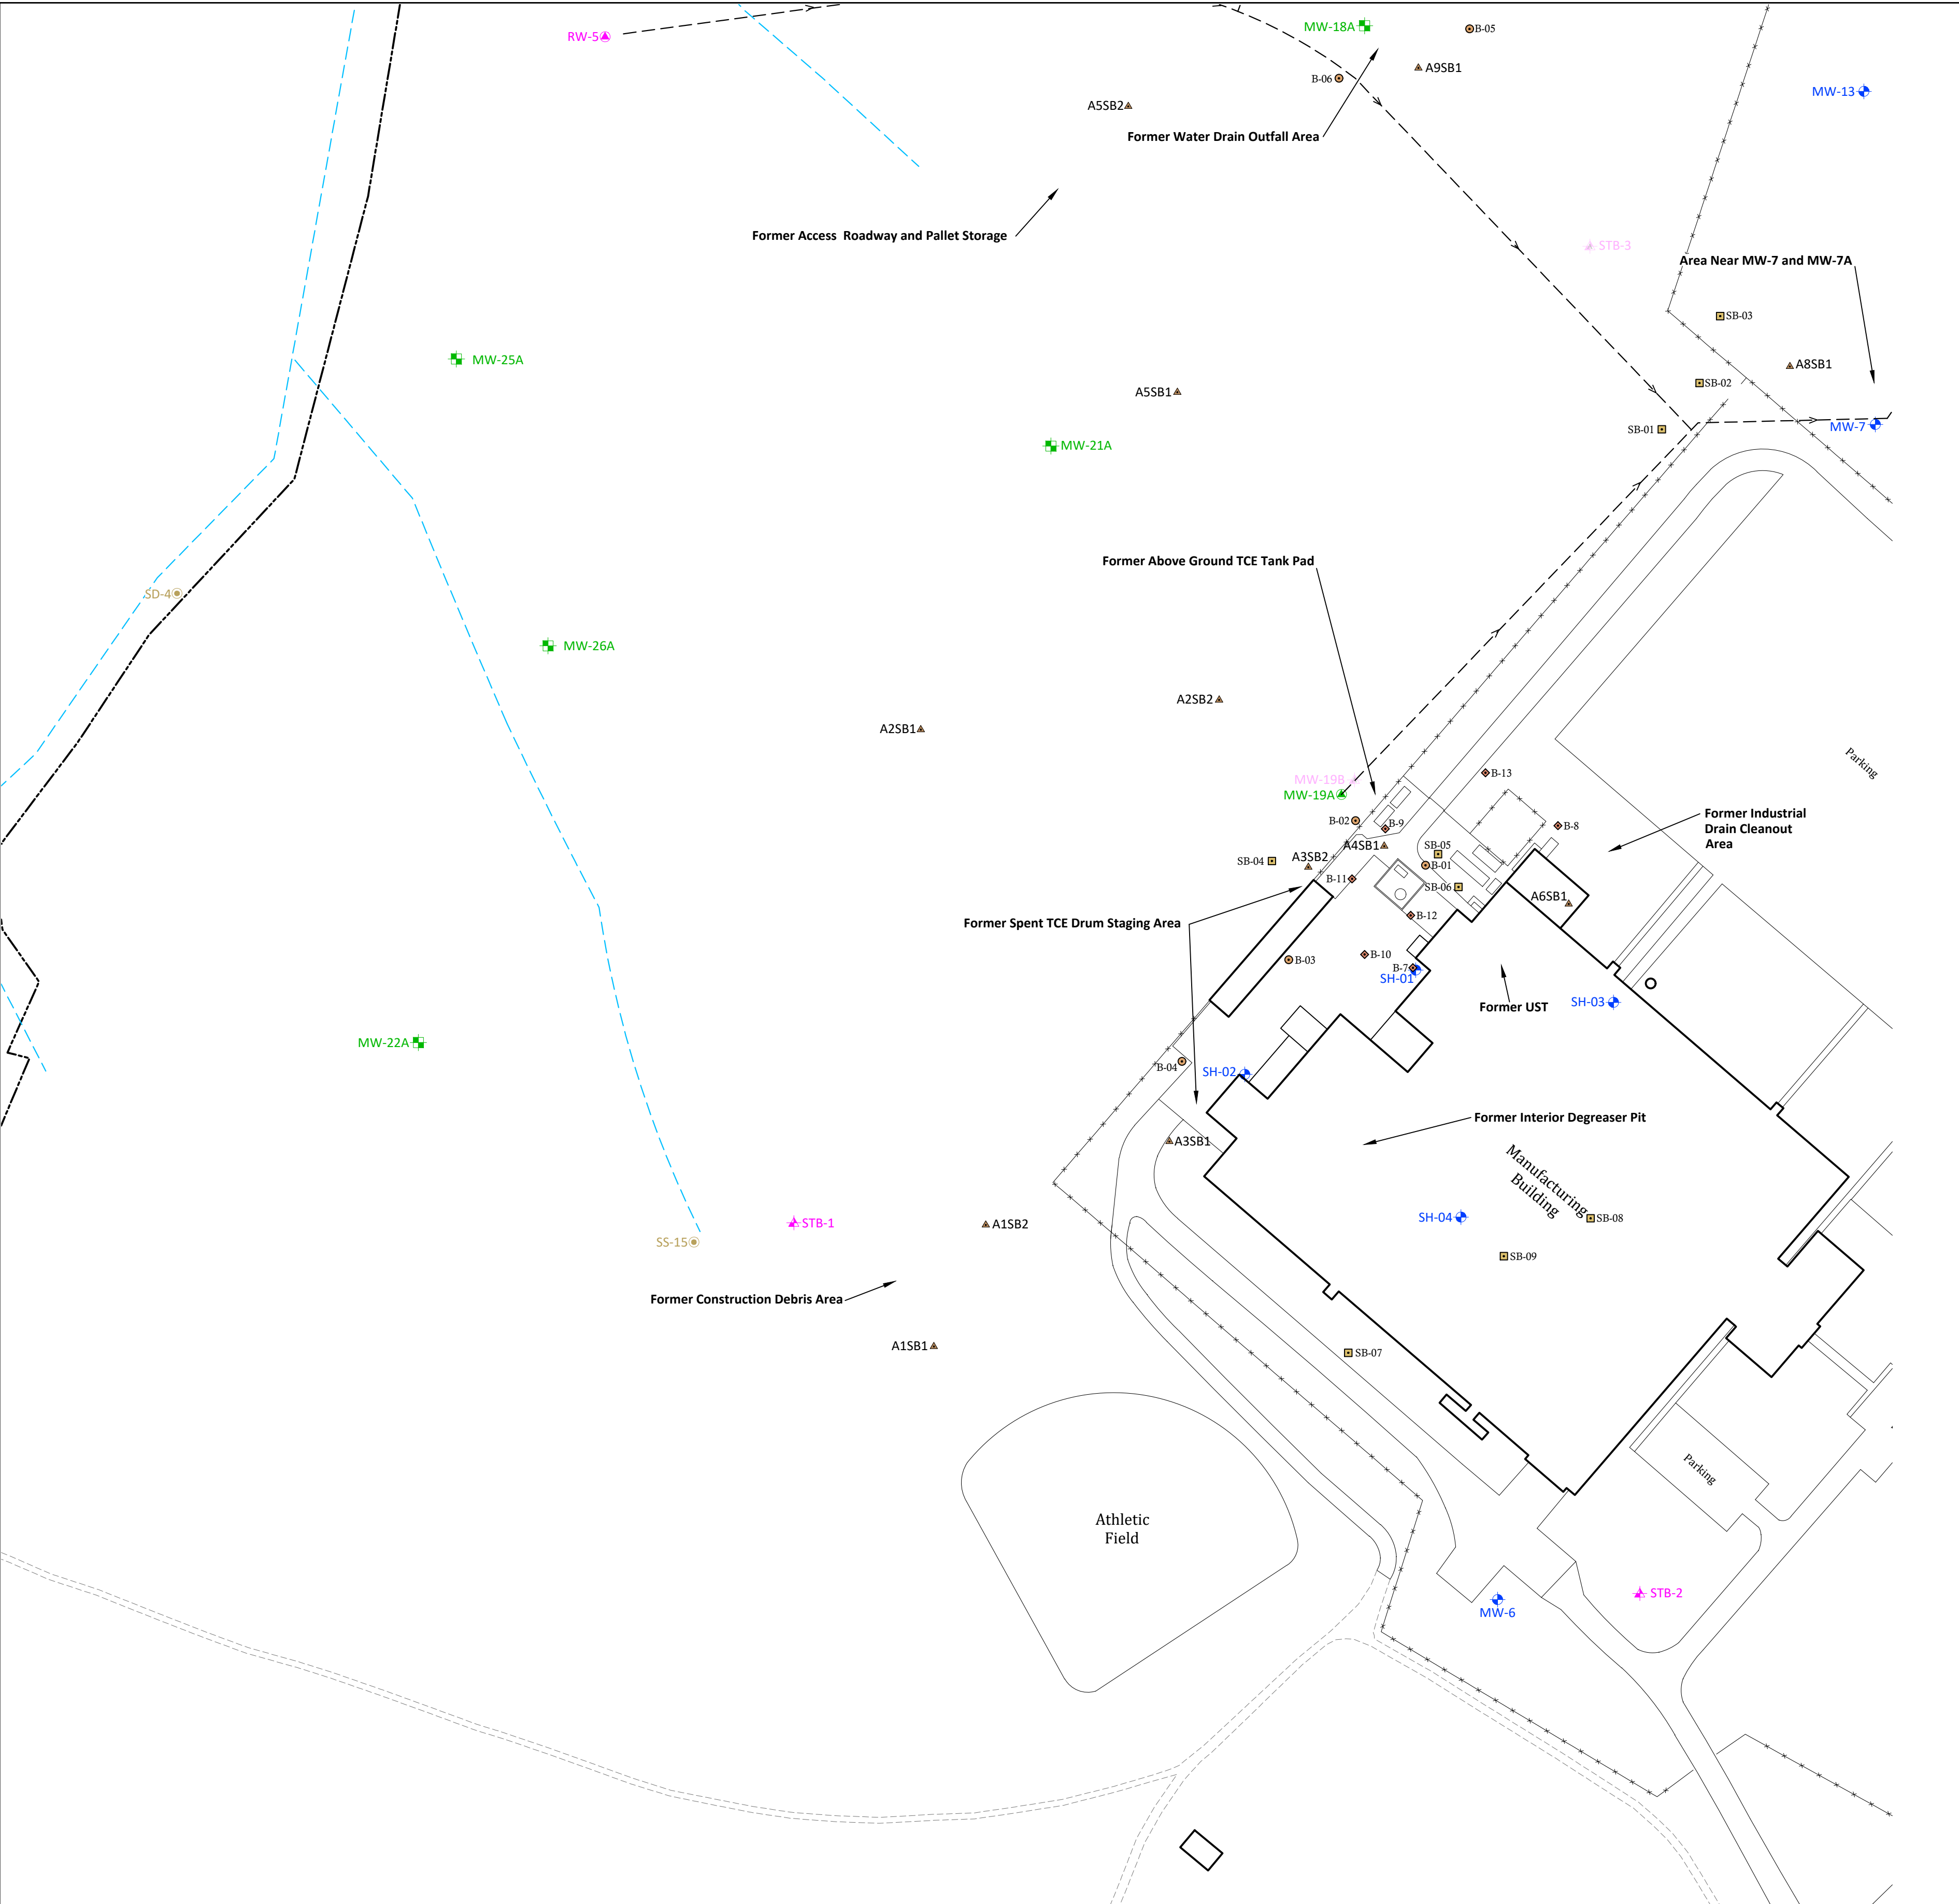 RW-5
MW-18A
B-05
A9SB1
B-06
MW-13
A5SB2
Former Water Drain Outfall Area
Former Access Roadway and Pallet Storage
STB-3
Area Near MW-7 and MW-7A
SB-03
MW-25A
A8SB1
SB-02
A5SB1
SB-01
MW-7
MW-21A
Former Above Ground TCE Tank Pad
SD-4
MW-26A
A2SB2
A2SB1
Parking
MW-19B
B-13
MW-19A
Former Industrial
Drain Cleanout
Area
B-02
B-9
B-8
A4SB1
SB-05
A3SB2
SB-04
B-01
B-11
SB-06
A6SB1
B-12
Former Spent TCE Drum Staging Area
B-10
B-03
B-7
SH-01
Former UST
SH-03
MW-22A
B-04
SH-02
Former Interior Degreaser Pit
A3SB1
Manufacturing
Building
STB-1
A1SB2
SH-04
SB-08
SS-15
SB-09
Former Construction Debris Area
A1SB1
SB-07
Parking
Athletic
Field
STB-2
MW-6